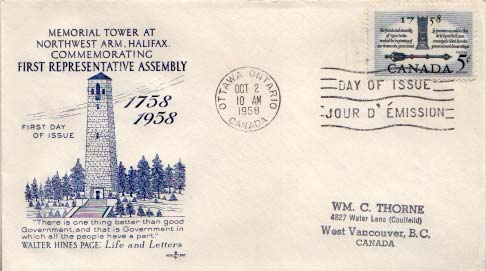 MEMORIAL TOWER AT
NORTHWEST ARM, HALIFAX,
COMMEMORATING
FIRST REPRESENTATIVE ASSEMBLY
1758
1958
FIRST DAY
OF ISSUE
"There is one thing better than good
Government, and that is Government in
which all the people have a part."
WALTER HINES PAGE: Life and Letters
OTTAWA ONTARIO
OCT 2
10 AM
1958
CANADA
1758
CANADA 5¢
DAY OF ISSUE
JOUR D'ÉMISSION
WM. C. THORNE
4827 Water Lane (Caulfeild)
West Vancouver, B.C.
CANADA